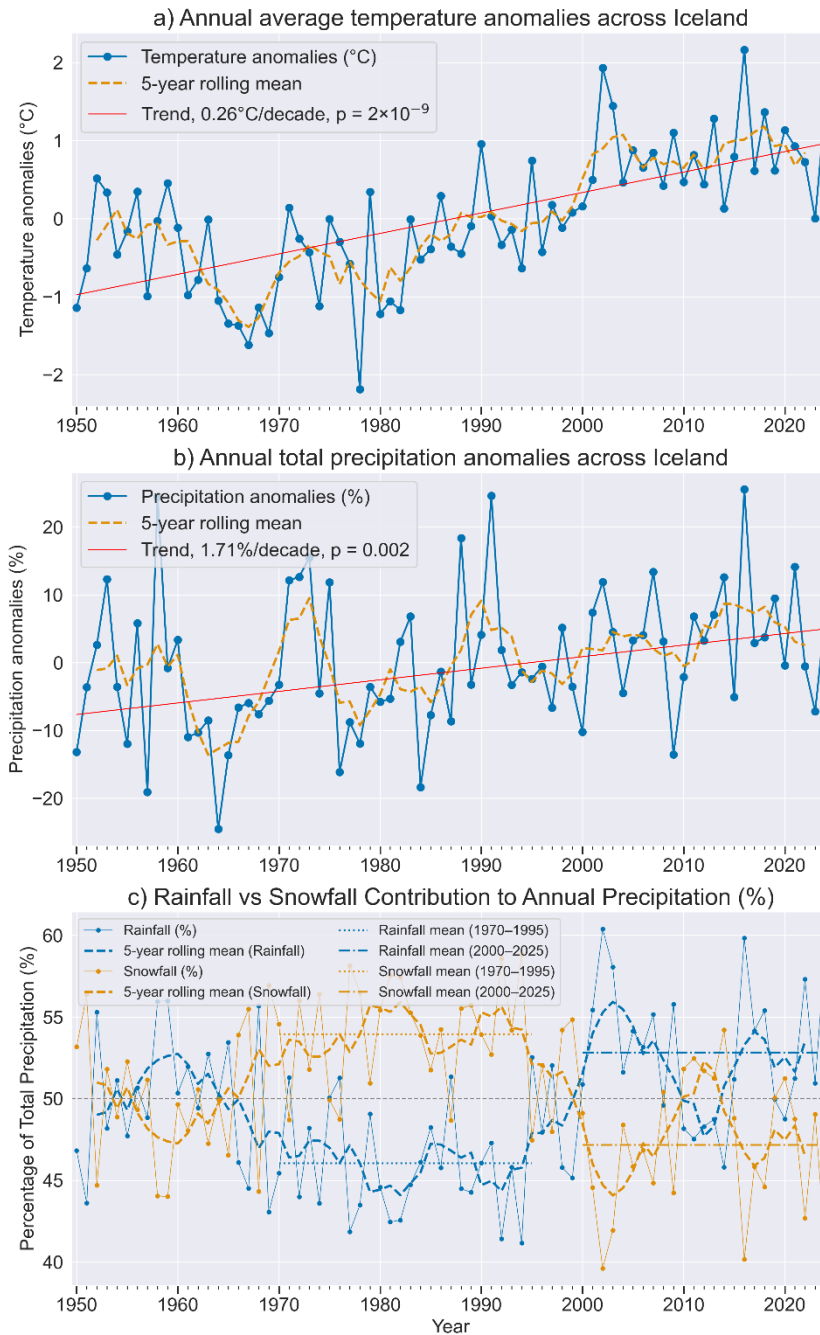 a) Annual average temperature anomalies across Iceland
Temperature anomalies (°C)
5-year rolling mean
Trend, 0.26°C/decade, p = 2×10⁻⁹
Temperature anomalies (°C)
2
1
0
−1
−2
1950 1960 1970 1980 1990 2000 2010 2020
b) Annual total precipitation anomalies across Iceland
Precipitation anomalies (%)
5-year rolling mean
Trend, 1.71%/decade, p = 0.002
Precipitation anomalies (%)
20
10
0
−10
−20
1950 1960 1970 1980 1990 2000 2010 2020
c) Rainfall vs Snowfall Contribution to Annual Precipitation (%)
Rainfall (%)
5-year rolling mean (Rainfall)
Snowfall (%)
5-year rolling mean (Snowfall)
Rainfall mean (1970–1995)
Rainfall mean (2000–2025)
Snowfall mean (1970–1995)
Snowfall mean (2000–2025)
Percentage of Total Precipitation (%)
60
55
50
45
40
1950 1960 1970 1980 1990 2000 2010 2020
Year